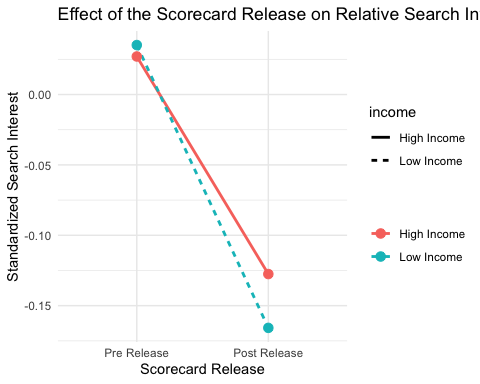 Effect of the Scorecard Release on Relative Search In
Standardized Search Interest
0.00
-0.05
-0.10
-0.15
Pre Release
Post Release
Scorecard Release
income
High Income
Low Income
High Income
Low Income